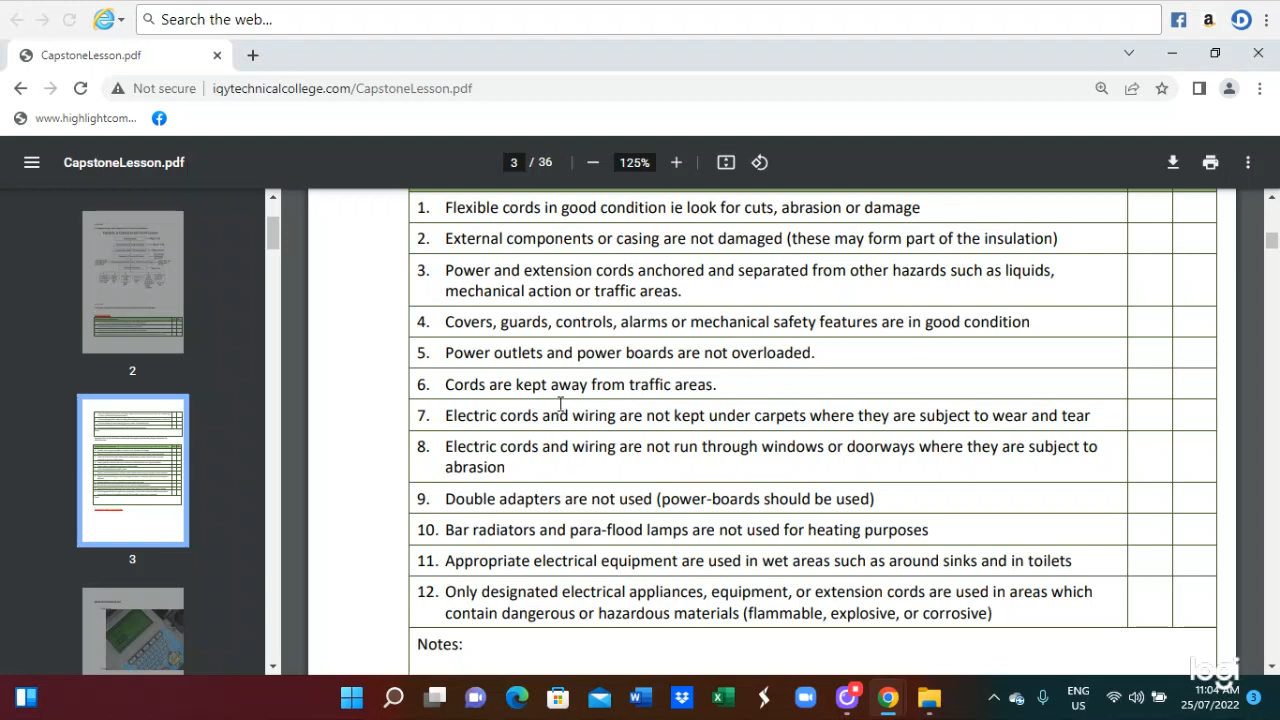 Search the web...
CapstoneLesson.pdf
Not secure | iqytechnicalcollege.com/CapstoneLesson.pdf
www.highlightcom...
CapstoneLesson.pdf
3 / 36
125%
1. Flexible cords in good condition ie look for cuts, abrasion or damage
2. External components or casing are not damaged (these may form part of the insulation)
3. Power and extension cords anchored and separated from other hazards such as liquids,
mechanical action or traffic areas.
4. Covers, guards, controls, alarms or mechanical safety features are in good condition
5. Power outlets and power boards are not overloaded.
6. Cords are kept away from traffic areas.
7. Electric cords and wiring are not kept under carpets where they are subject to wear and tear
8. Electric cords and wiring are not run through windows or doorways where they are subject to
abrasion
9. Double adapters are not used (power-boards should be used)
10. Bar radiators and para-flood lamps are not used for heating purposes
11. Appropriate electrical equipment are used in wet areas such as around sinks and in toilets
12. Only designated electrical appliances, equipment, or extension cords are used in areas which
contain dangerous or hazardous materials (flammable, explosive, or corrosive)
Notes:
2
3
logi
ENG
US
11:04 AM
25/07/2022
3